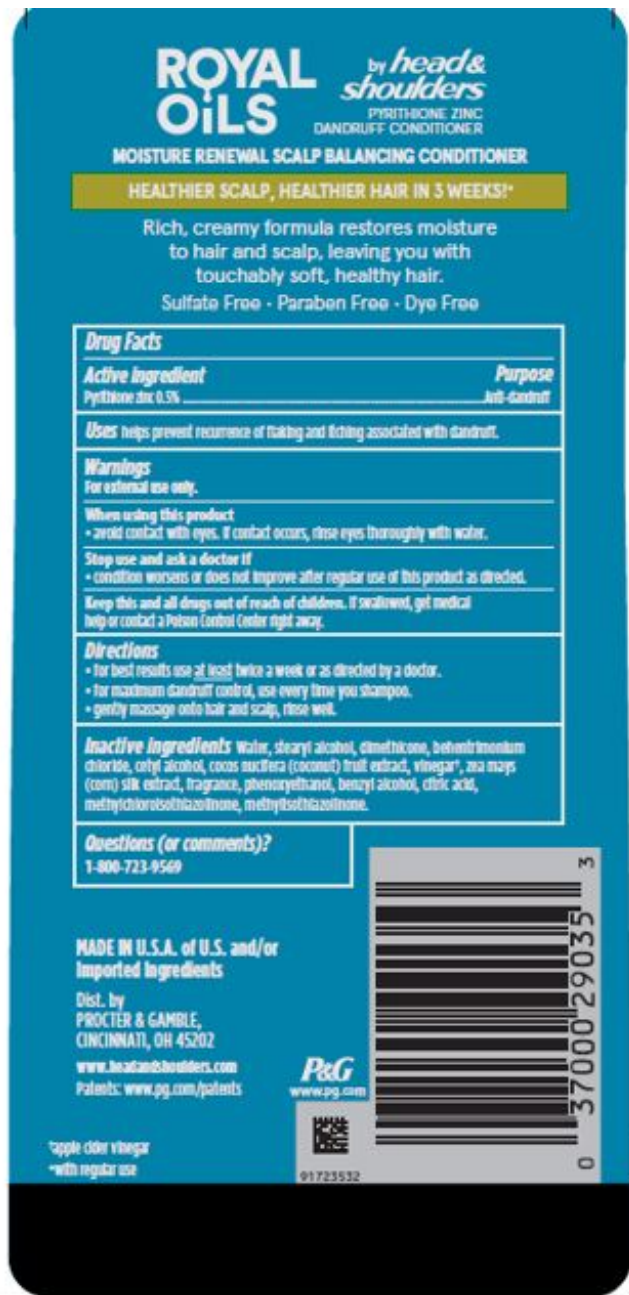 ROYAL OiLS
by head & shoulders
PYRITHIONE ZINC
DANDRUFF CONDITIONER
MOISTURE RENEWAL SCALP BALANCING CONDITIONER
HEALTHIER SCALP, HEALTHIER HAIR IN 3 WEEKS!*
Rich, creamy formula restores moisture
to hair and scalp, leaving you with
touchably soft, healthy hair.
Sulfate Free · Paraben Free · Dye Free
Drug Facts
Active ingredient Purpose
Pyrithione zinc 0.5% Anti-dandruff
Uses helps prevent recurrence of flaking and itching associated with dandruff.
Warnings
For external use only.
When using this product
• avoid contact with eyes. If contact occurs, rinse eyes thoroughly with water.
Stop use and ask a doctor if
• condition worsens or does not improve after regular use of this product as directed.
Keep this and all drugs out of reach of children. If swallowed, get medical
help or contact a Poison Control Center right away.
Directions
• for best results use at least twice a week or as directed by a doctor.
• for maximum dandruff control, use every time you shampoo.
• gently massage onto hair and scalp, rinse well.
Inactive ingredients Water, stearyl alcohol, dimethicone, behentrimonium
chloride, cetyl alcohol, cocos nucifera (coconut) fruit extract, vinegar†, zea mays
(corn) silk extract, fragrance, phenoxyethanol, benzyl alcohol, citric acid,
methylchloroisothiazolinone, methylisothiazolinone.
Questions (or comments)?
1-800-723-9569
MADE IN U.S.A. of U.S. and/or
Imported Ingredients
Dist. by
PROCTER & GAMBLE,
CINCINNATI, OH 45202
www.headandshoulders.com
Patents: www.pg.com/patents
P&G
www.pg.com
†apple cider vinegar
*with regular use
91723532
0 37000 29035 3